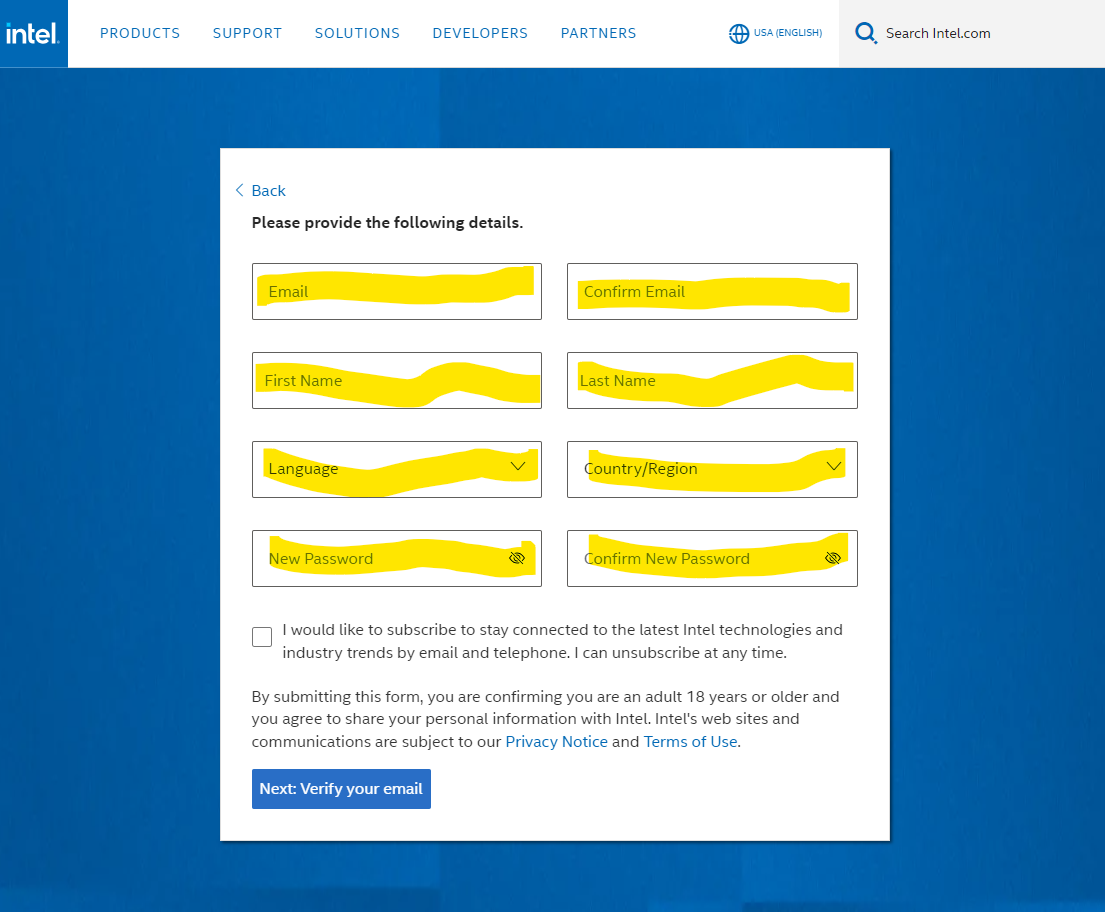 intel.
PRODUCTS SUPPORT SOLUTIONS DEVELOPERS PARTNERS USA (ENGLISH) Search Intel.com
Back
Please provide the following details.
Email Confirm Email
First Name Last Name
Language Country/Region
New Password Confirm New Password
I would like to subscribe to stay connected to the latest Intel technologies and
industry trends by email and telephone. I can unsubscribe at any time.
By submitting this form, you are confirming you are an adult 18 years or older and
you agree to share your personal information with Intel. Intel's web sites and
communications are subject to our Privacy Notice and Terms of Use.
Next: Verify your email